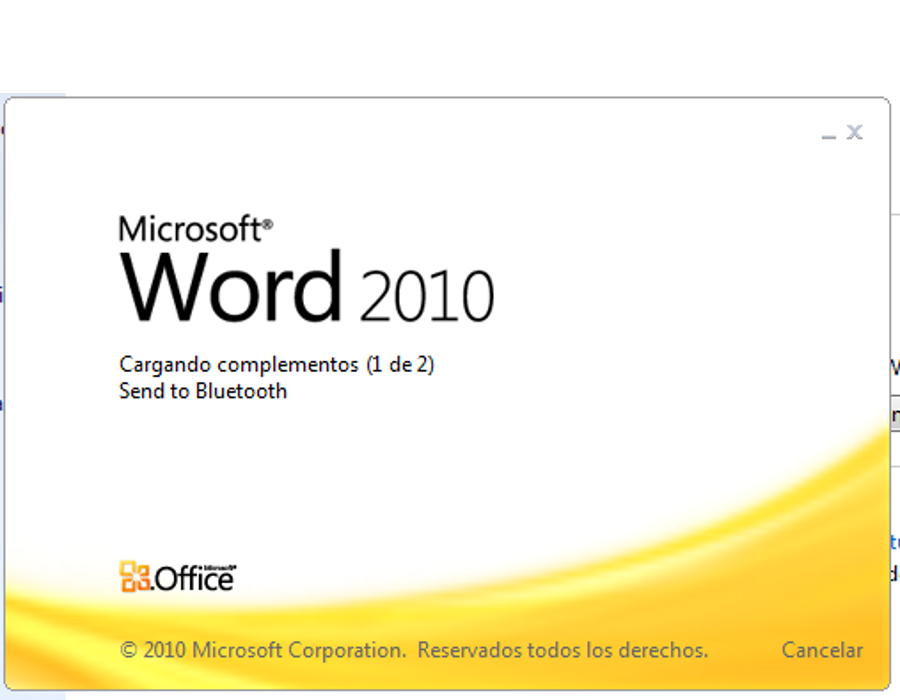 Microsoft®
Word 2010
Cargando complementos (1 de 2)
Send to Bluetooth
Office
© 2010 Microsoft Corporation. Reservados todos los derechos.
Cancelar